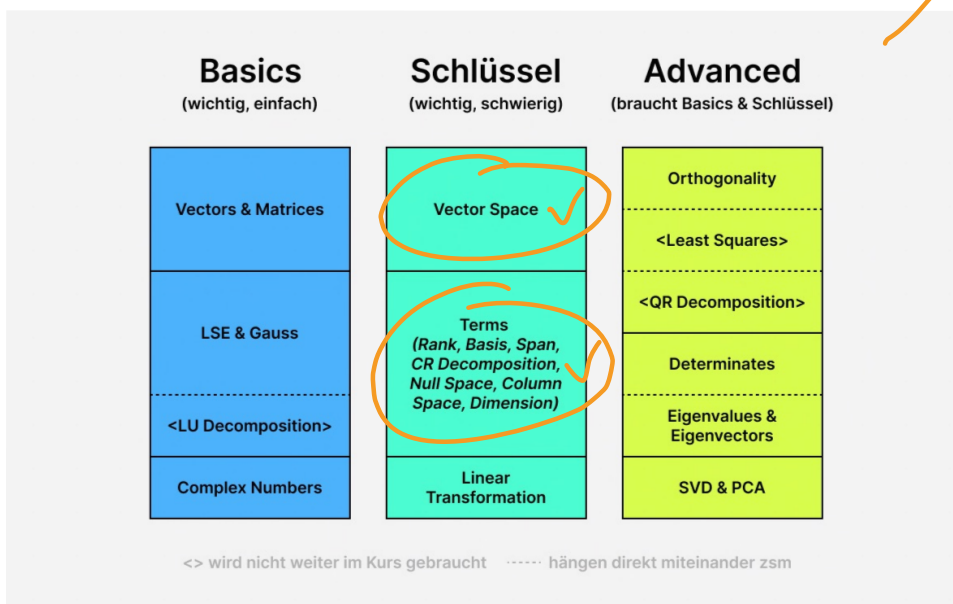 Basics
(wichtig, einfach)
Vectors & Matrices
LSE & Gauss
<LU Decomposition>
Complex Numbers
Schlüssel
(wichtig, schwierig)
Vector Space
Terms
(Rank, Basis, Span,
CR Decomposition,
Null Space, Column
Space, Dimension)
Linear
Transformation
Advanced
(braucht Basics & Schlüssel)
Orthogonality
<Least Squares>
<QR Decomposition>
Determinates
Eigenvalues &
Eigenvectors
SVD & PCA
<> wird nicht weiter im Kurs gebraucht
----- hängen direkt miteinander zsm